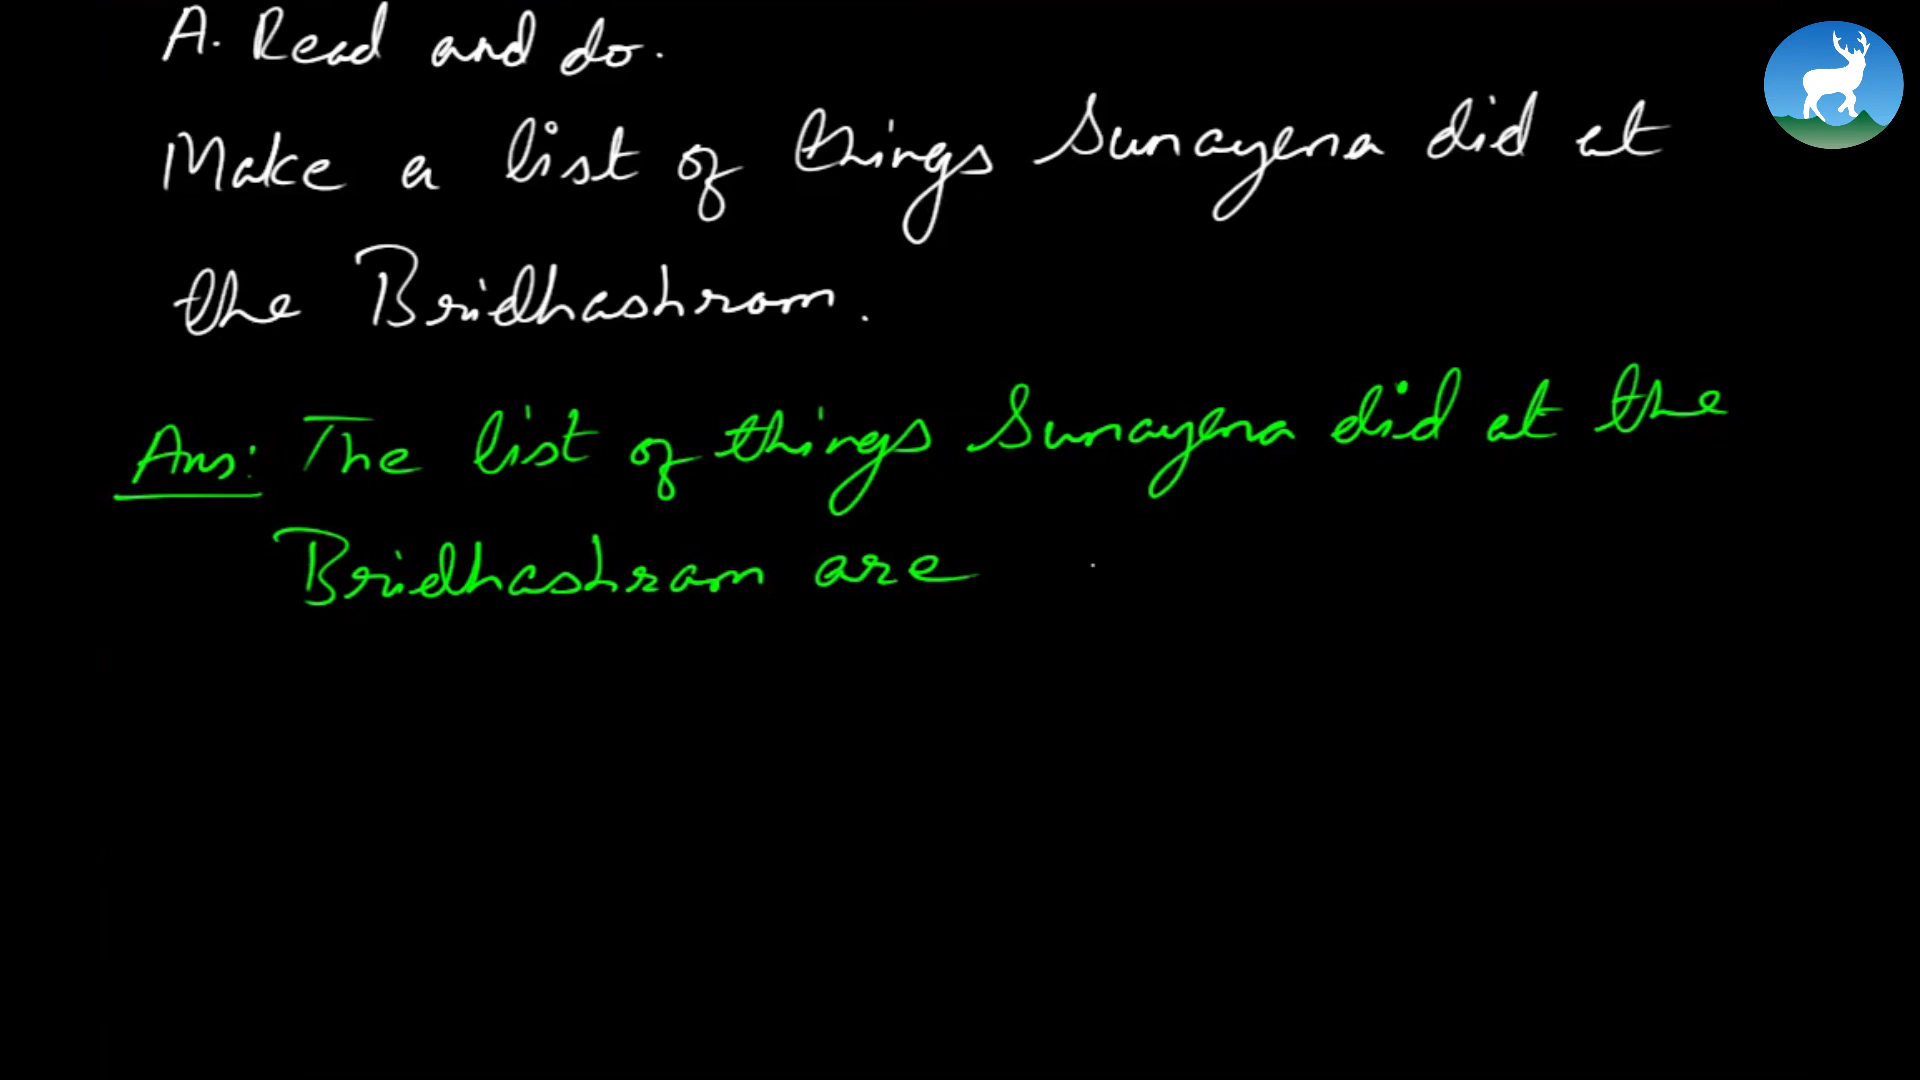 A. Read and do.
Make a list of things Sunayena did at
the Bridhashram.
Ans: The list of things Sunayena did at the
Bridhashram are